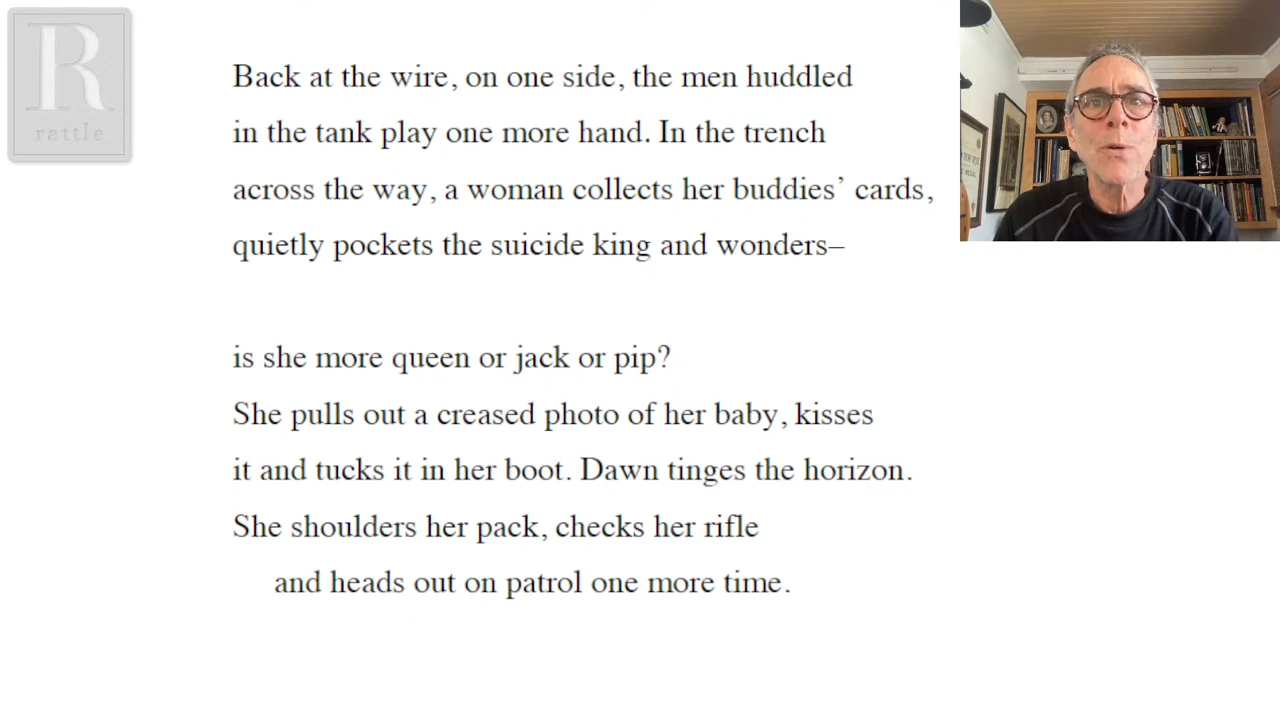 R
rattle
Back at the wire, on one side, the men huddled
in the tank play one more hand. In the trench
across the way, a woman collects her buddies’ cards,
quietly pockets the suicide king and wonders–
is she more queen or jack or pip?
She pulls out a creased photo of her baby, kisses
it and tucks it in her boot. Dawn tinges the horizon.
She shoulders her pack, checks her rifle
and heads out on patrol one more time.